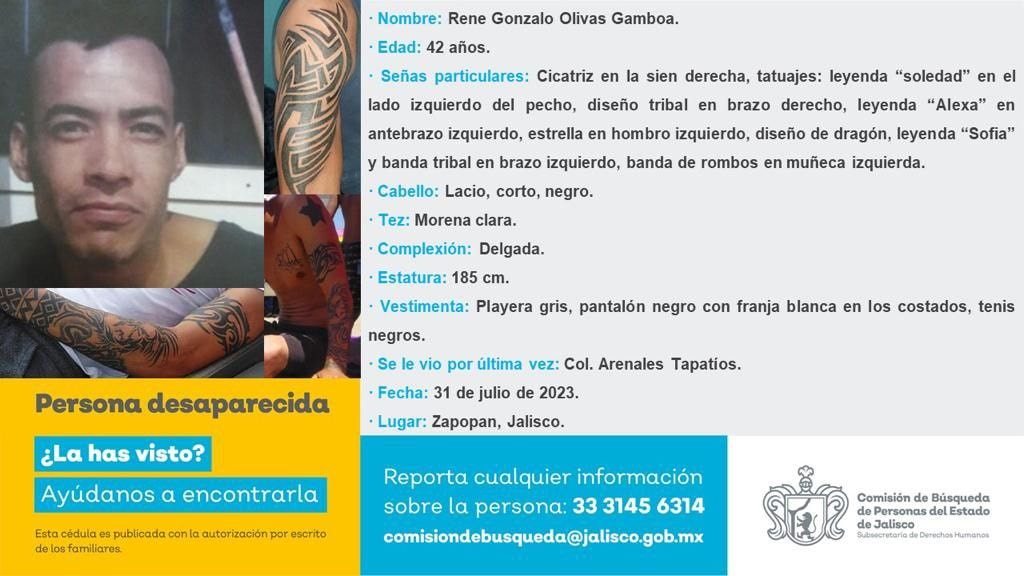 · Nombre: Rene Gonzalo Olivas Gamboa.
· Edad: 42 años.
· Señas particulares: Cicatriz en la sien derecha, tatuajes: leyenda “soledad” en el
lado izquierdo del pecho, diseño tribal en brazo derecho, leyenda “Alexa” en
antebrazo izquierdo, estrella en hombro izquierdo, diseño de dragón, leyenda “Sofia”
y banda tribal en brazo izquierdo, banda de rombos en muñeca izquierda.
· Cabello: Lacio, corto, negro.
· Tez: Morena clara.
· Complexión: Delgada.
· Estatura: 185 cm.
· Vestimenta: Playera gris, pantalón negro con franja blanca en los costados, tenis
negros.
· Se le vio por última vez: Col. Arenales Tapatíos.
· Fecha: 31 de julio de 2023.
· Lugar: Zapopan, Jalisco.
Persona desaparecida
¿La has visto?
Ayúdanos a encontrarla
Esta cédula es publicada con la autorización por escrito
de los familiares.
Reporta cualquier información
sobre la persona: 33 3145 6314
comisiondebusqueda@jalisco.gob.mx
Comisión de Búsqueda
de Personas del Estado
de Jalisco
Subsecretaría de Derechos Humanos